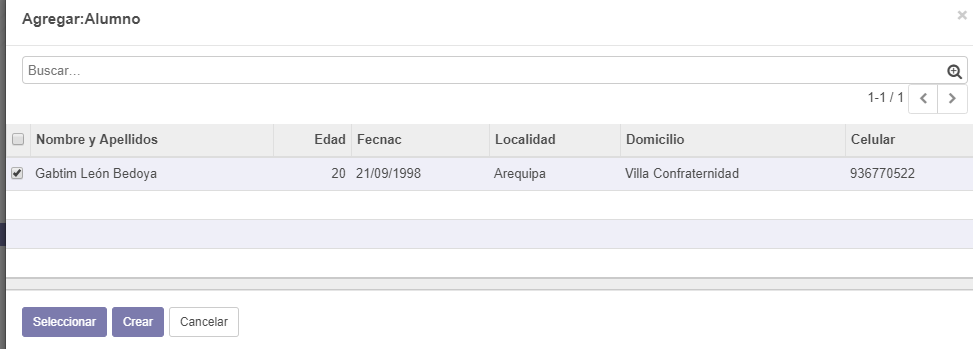 Agregar:Alumno ×
Buscar...
1-1 / 1
Nombre y Apellidos Edad Fecnac Localidad Domicilio Celular
Gabtim León Bedoya 20 21/09/1998 Arequipa Villa Confraternidad 936770522
Seleccionar Crear Cancelar